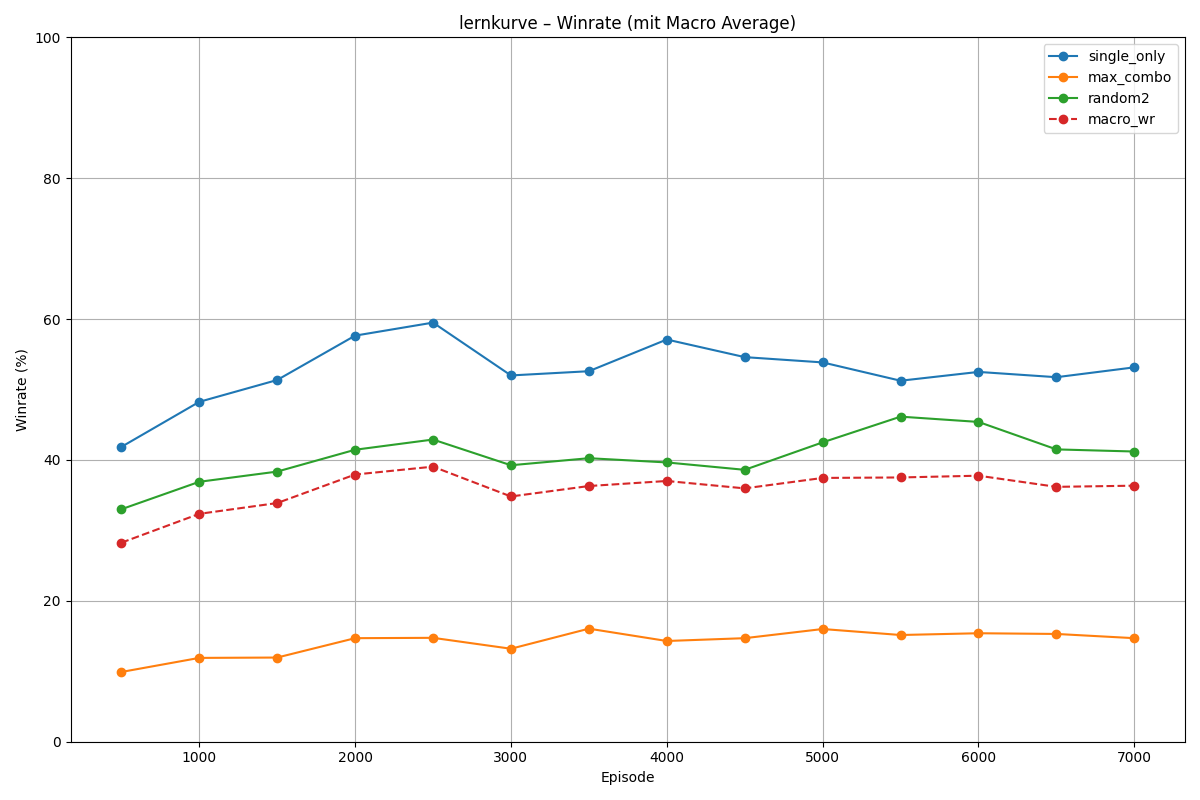 lernkurve – Winrate (mit Macro Average)
100
80
60
40
20
0
Winrate (%)
single_only
max_combo
random2
macro_wr
1000 2000 3000 4000 5000 6000 7000
Episode